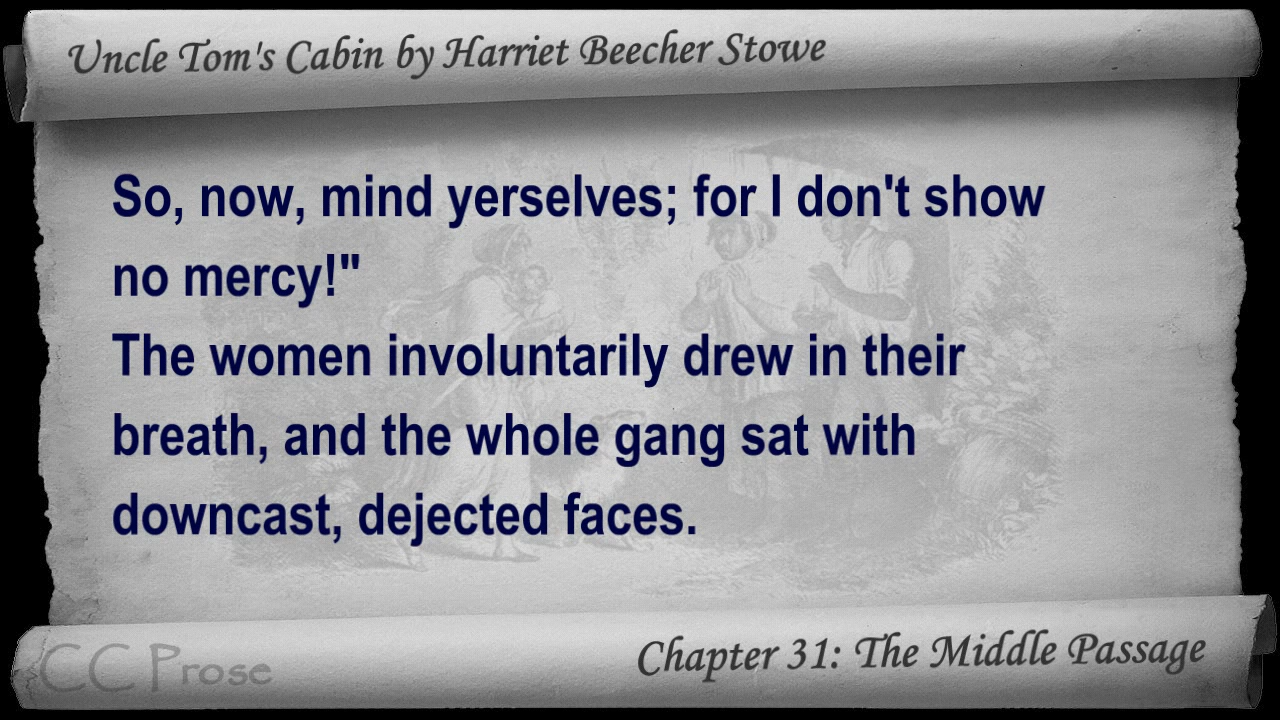 Uncle Tom's Cabin by Harriet Beecher Stowe
So, now, mind yerselves; for I don't show
no mercy!"
The women involuntarily drew in their
breath, and the whole gang sat with
downcast, dejected faces.
Chapter 31: The Middle Passage
CC Prose